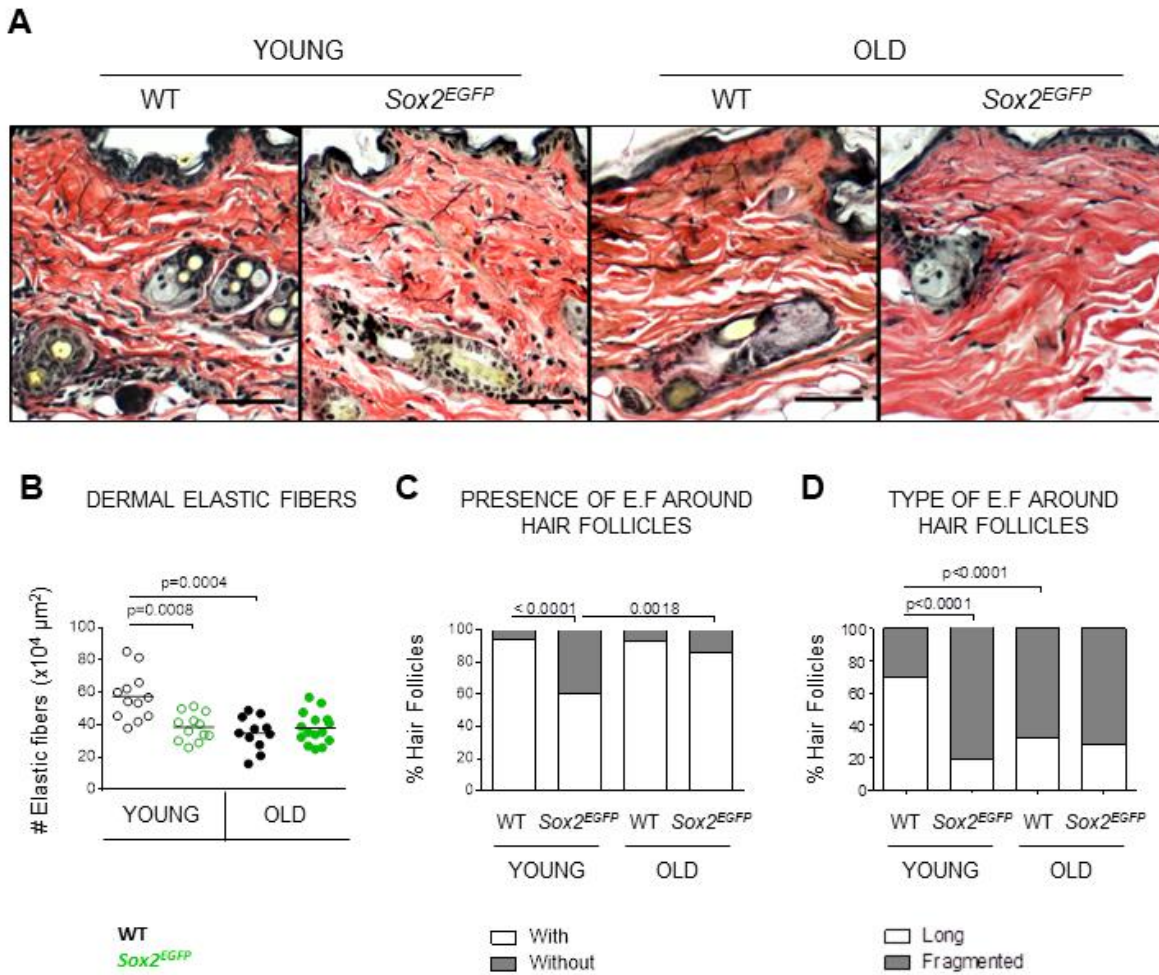 A
YOUNG OLD
WT Sox2EGFP WT Sox2EGFP
B
DERMAL ELASTIC FIBERS
p=0.0004
p=0.0008
# Elastic fibers (x10⁴ µm²)
100
80
60
40
20
0
YOUNG OLD
WT
Sox2EGFP
C
PRESENCE OF E.F AROUND
HAIR FOLLICLES
< 0.0001 0.0018
% Hair Follicles
100
80
60
40
20
0
WT Sox2EGFP WT Sox2EGFP
YOUNG OLD
With
Without
D
TYPE OF E.F AROUND
HAIR FOLLICLES
p<0.0001
p<0.0001
% Hair Follicles
100
80
60
40
20
0
WT Sox2EGFP WT Sox2EGFP
YOUNG OLD
Long
Fragmented